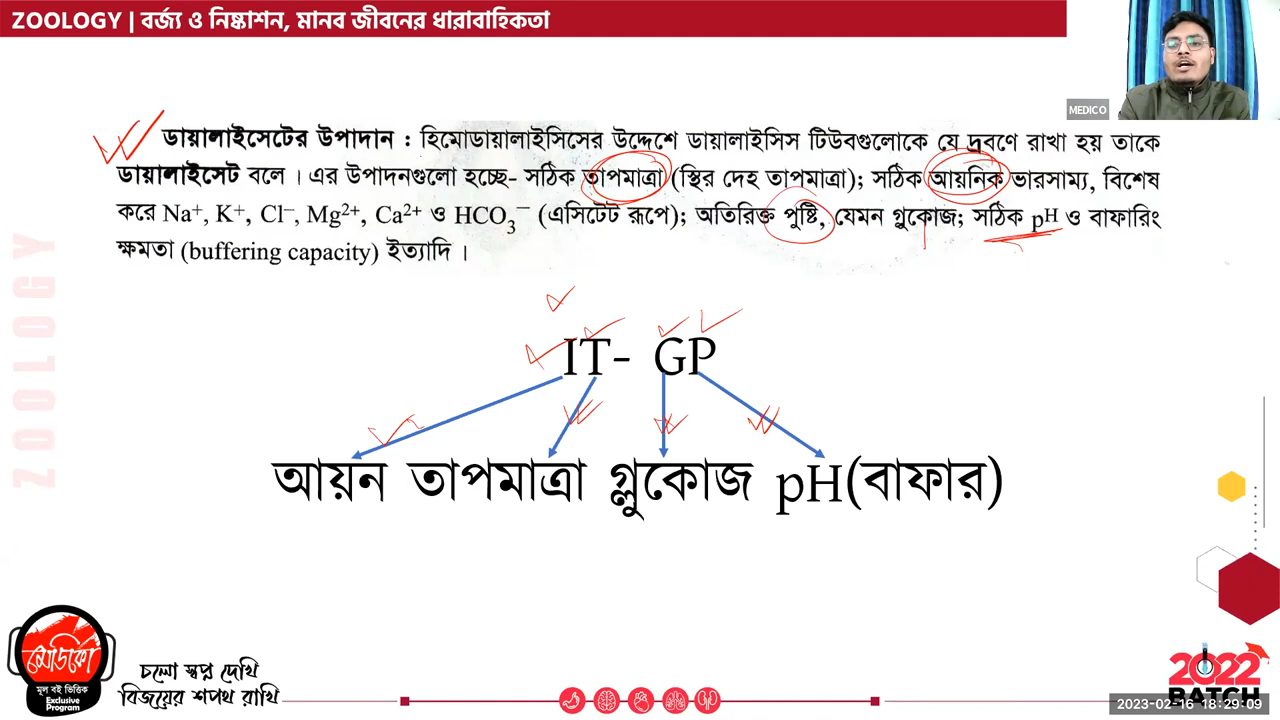 ZOOLOGY | বর্জ্য ও নিষ্কাশন, মানব জীবনের ধারাবাহিকতা
MEDICO
ডায়ালাইসেটের উপাদান : হিমোডায়ালাইসিসের উদ্দেশে ডায়ালাইসিস টিউবগুলোকে যে দ্রবণে রাখা হয় তাকে
ডায়ালাইসেট বলে। এর উপাদনগুলো হচ্ছে- সঠিক তাপমাত্রা (স্থির দেহ তাপমাত্রা); সঠিক আয়নিক ভারসাম্য, বিশেষ
করে Na⁺, K⁺, Cl⁻, Mg²⁺, Ca²⁺ ও HCO₃⁻ (এসিটেট রূপে); অতিরিক্ত পুষ্টি, যেমন গ্লুকোজ; সঠিক pH ও বাফারিং
ক্ষমতা (buffering capacity) ইত্যাদি।
ZOOLOGY
IT- GP
আয়ন তাপমাত্রা গ্লুকোজ pH(বাফার)
মেডিকো
মূল বই ভিত্তিক
Exclusive
Program
চলো স্বপ্ন দেখি
বিজয়ের শপথ রাখি
2022
BATCH
2023-02-16 18:29:09